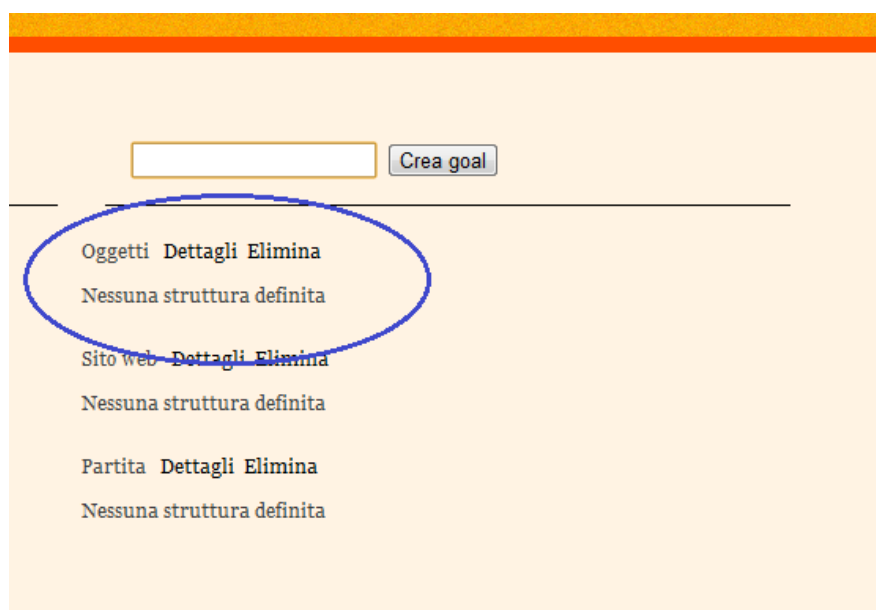 Crea goal
Oggetti Dettagli Elimina
Nessuna struttura definita
Sito web Dettagli Elimina
Nessuna struttura definita
Partita Dettagli Elimina
Nessuna struttura definita